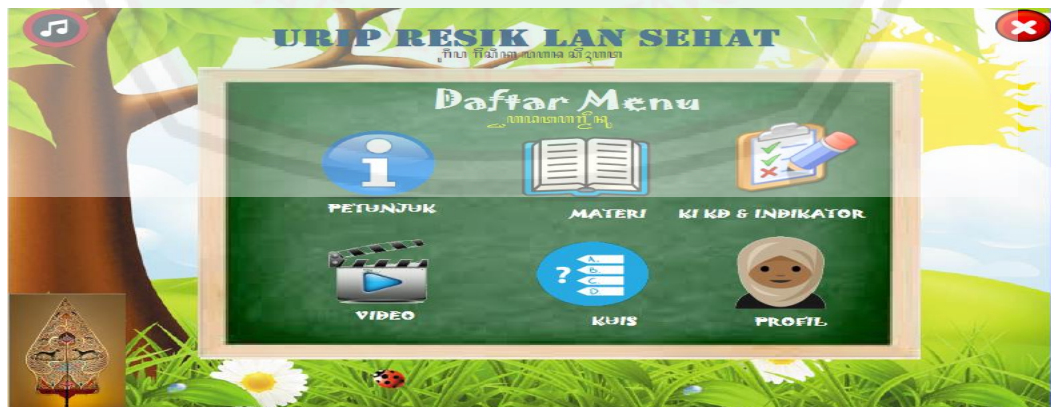 URIP RESIK LAN SEHAT
Daftar Menu
PETUNJUK
MATERI
KI KD & INDIKATOR
?
A.
B.
C.
D.
VIDEO
KUIS
PROFIL